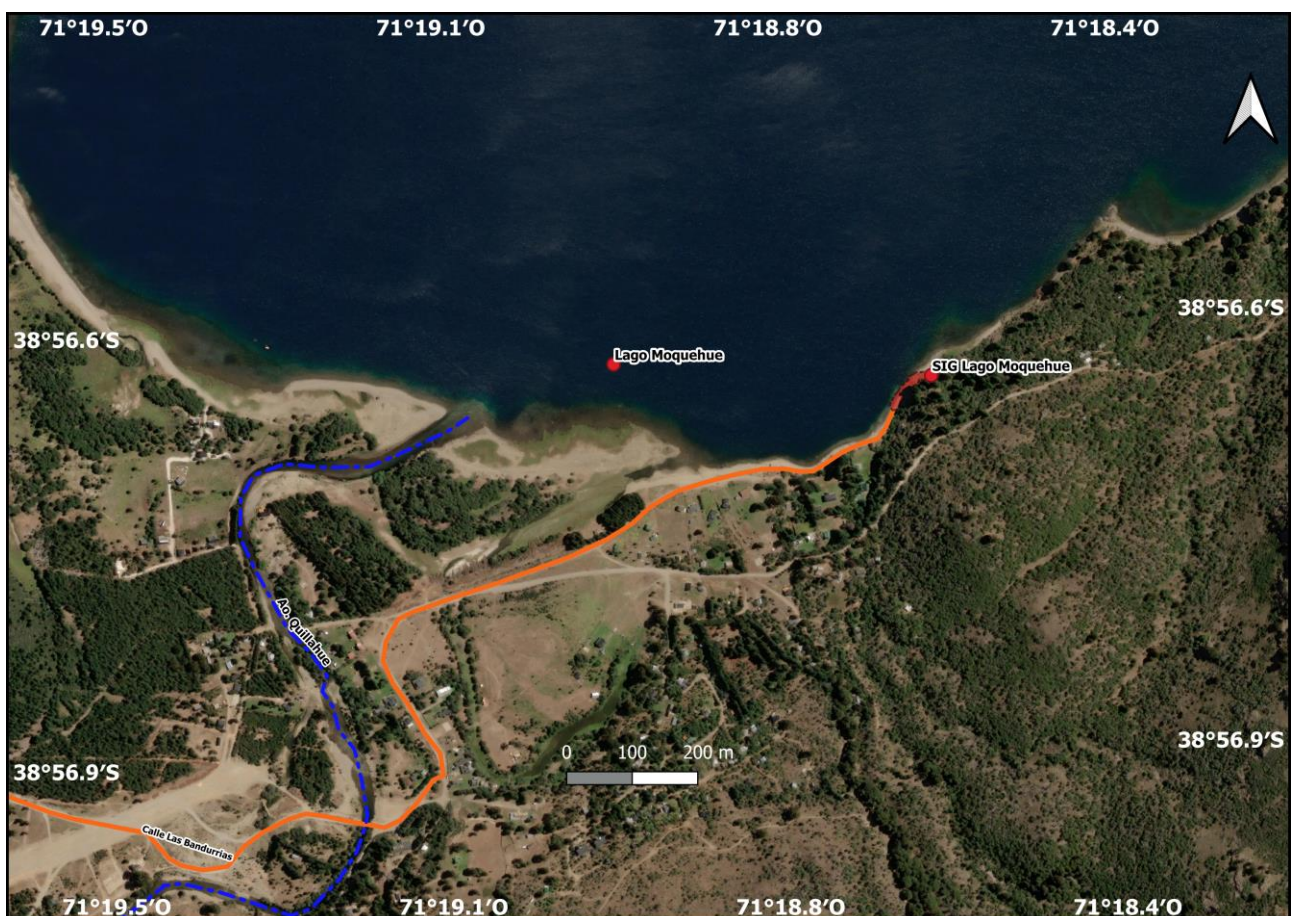 71°19.5′O 71°19.1′O 71°18.8′O 71°18.4′O
38°56.6′S
38°56.6′S
Lago Moquehue
SIG Lago Moquehue
Ao. Quillahue
38°56.9′S
0 100 200 m
38°56.9′S
Calle Las Bandurrias
71°19.5′O 71°19.1′O 71°18.8′O 71°18.4′O